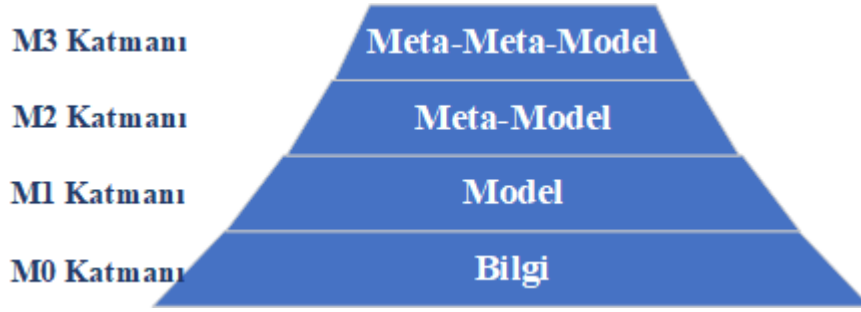 M3 Katmanı Meta-Meta-Model
M2 Katmanı Meta-Model
M1 Katmanı Model
M0 Katmanı Bilgi